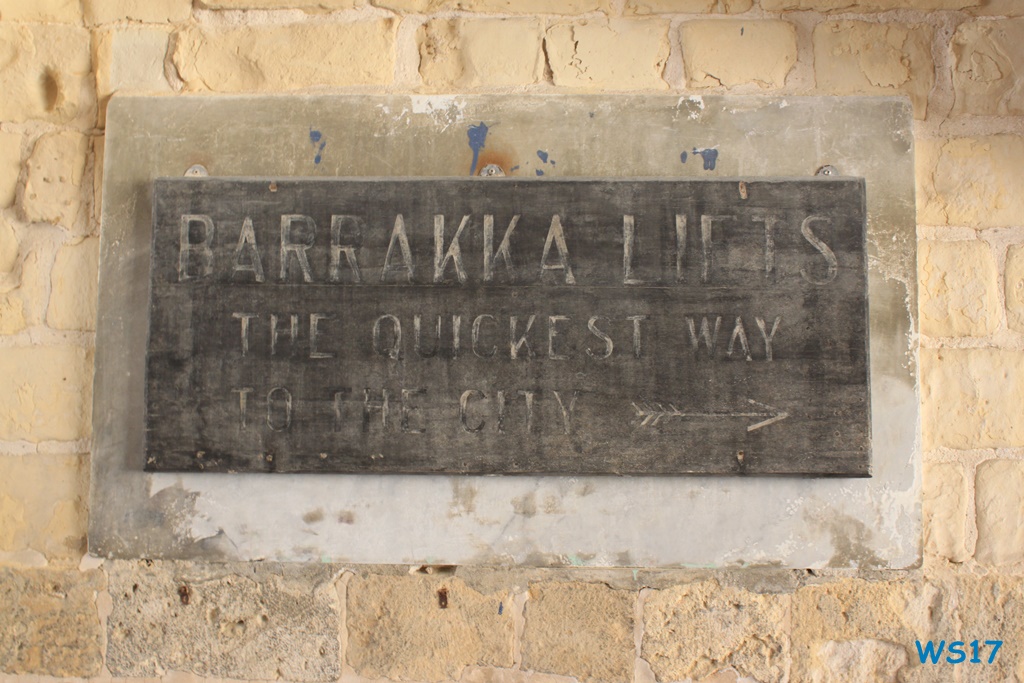 BARRAKKA LIFTS
THE QUICKEST WAY
TO THE CITY
WS17